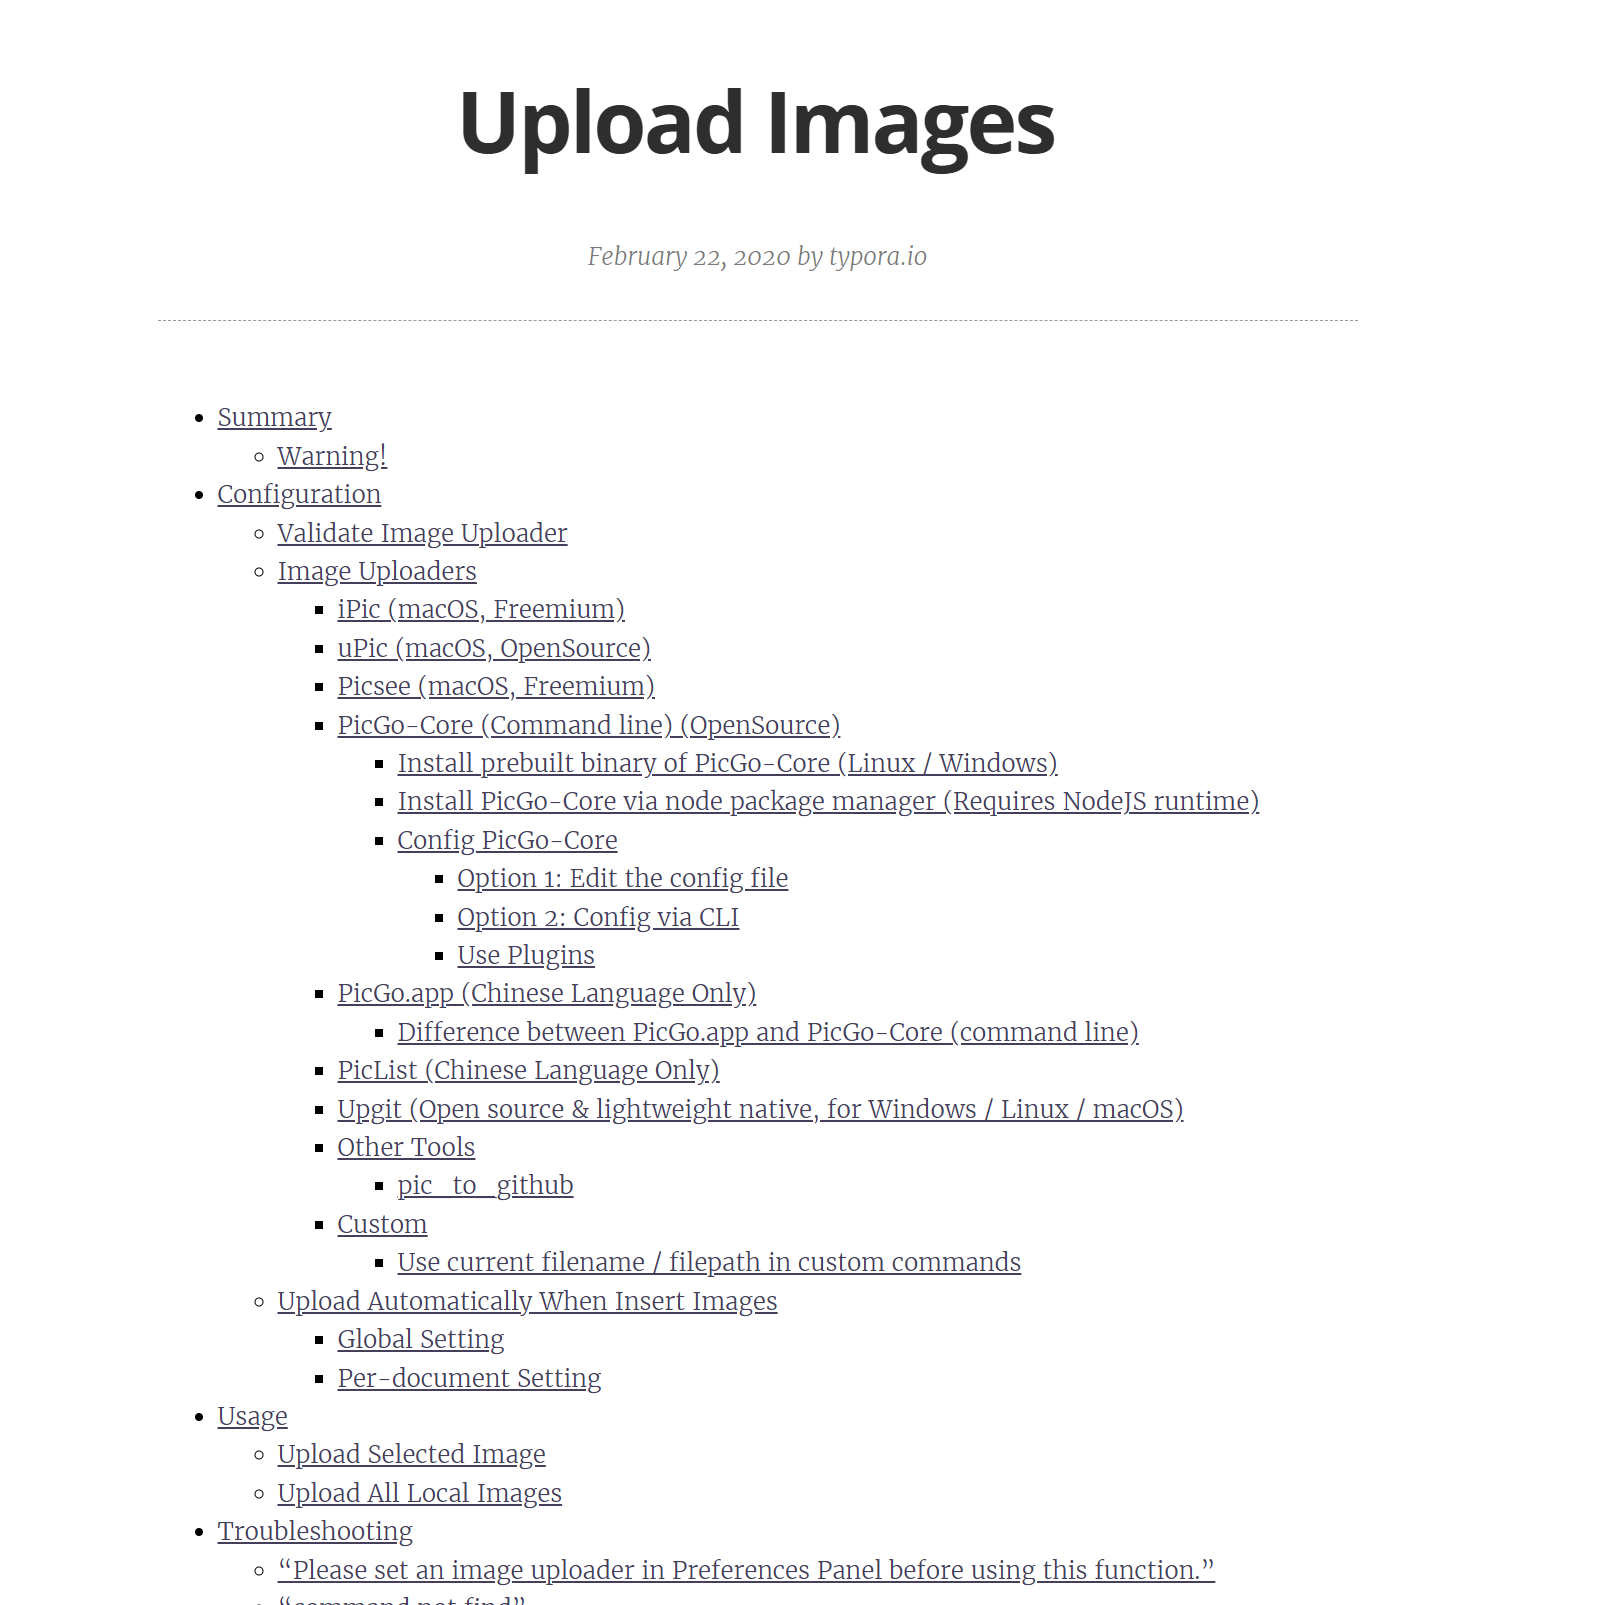 Upload Images
February 22, 2020 by typora.io
Summary
Warning!
Configuration
Validate Image Uploader
Image Uploaders
iPic (macOS, Freemium)
uPic (macOS, OpenSource)
Picsee (macOS, Freemium)
PicGo-Core (Command line) (OpenSource)
Install prebuilt binary of PicGo-Core (Linux / Windows)
Install PicGo-Core via node package manager (Requires NodeJS runtime)
Config PicGo-Core
Option 1: Edit the config file
Option 2: Config via CLI
Use Plugins
PicGo.app (Chinese Language Only)
Difference between PicGo.app and PicGo-Core (command line)
PicList (Chinese Language Only)
Upgit (Open source & lightweight native, for Windows / Linux / macOS)
Other Tools
pic_to_github
Custom
Use current filename / filepath in custom commands
Upload Automatically When Insert Images
Global Setting
Per-document Setting
Usage
Upload Selected Image
Upload All Local Images
Troubleshooting
“Please set an image uploader in Preferences Panel before using this function.”
“command not find”